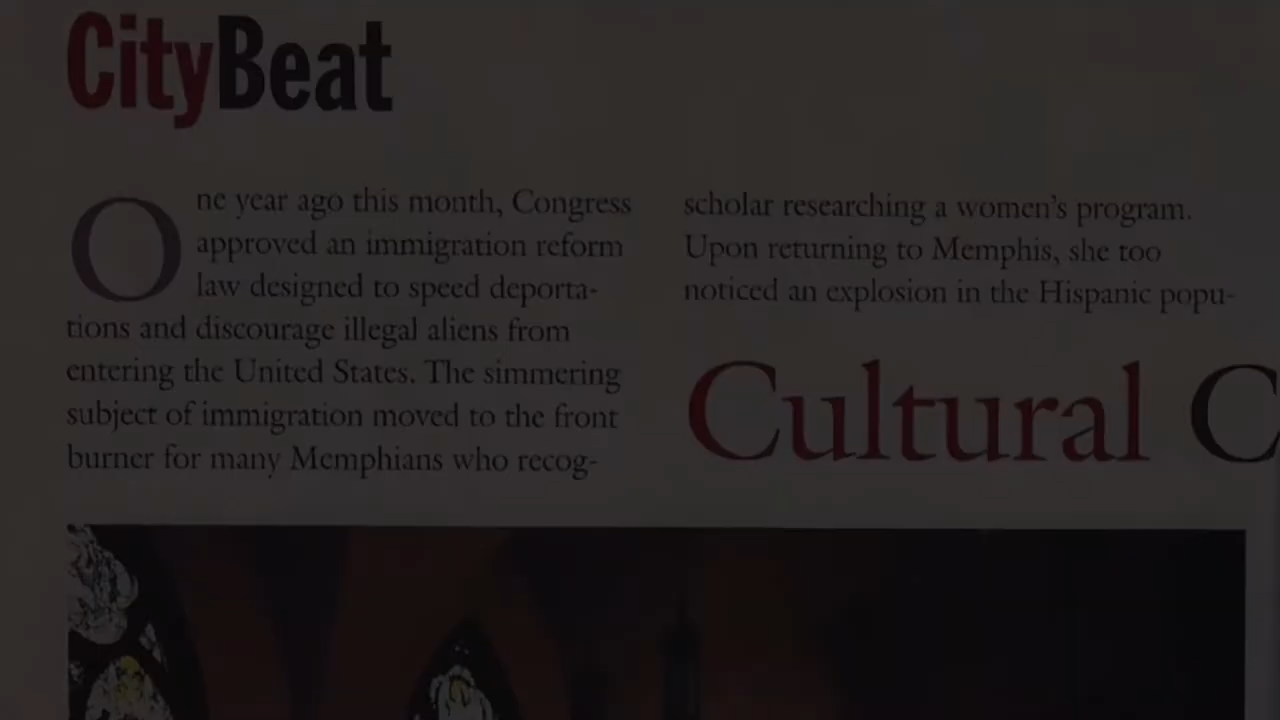 CityBeat
One year ago this month, Congress
approved an immigration reform
law designed to speed deporta-
tions and discourage illegal aliens from
entering the United States. The simmering
subject of immigration moved to the front
burner for many Memphians who recog-
scholar researching a women's program.
Upon returning to Memphis, she too
noticed an explosion in the Hispanic popu-
Cultural C